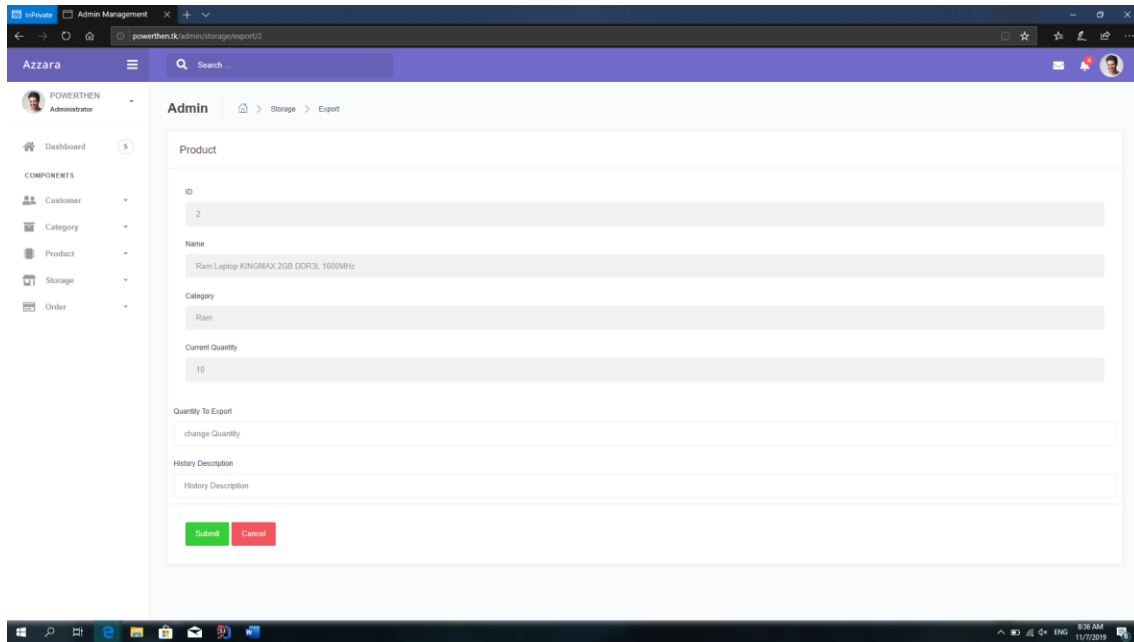 InPrivate Admin Management
powerthen.tk/admin/storage/export/2
Azzara Search ...
4
POWERTHEN
Administrator
Admin > Storage > Export
Dashboard 5
COMPONENTS
Customer
Category
Product
Storage
Order
Product
ID
2
Name
Ram Laptop KINGMAX 2GB DDR3L 1600MHz
Category
Ram
Current Quantity
10
Quantity To Export
change Quantity
History Description
History Description
Submit Cancel
ENG 8:36 AM
11/7/2019